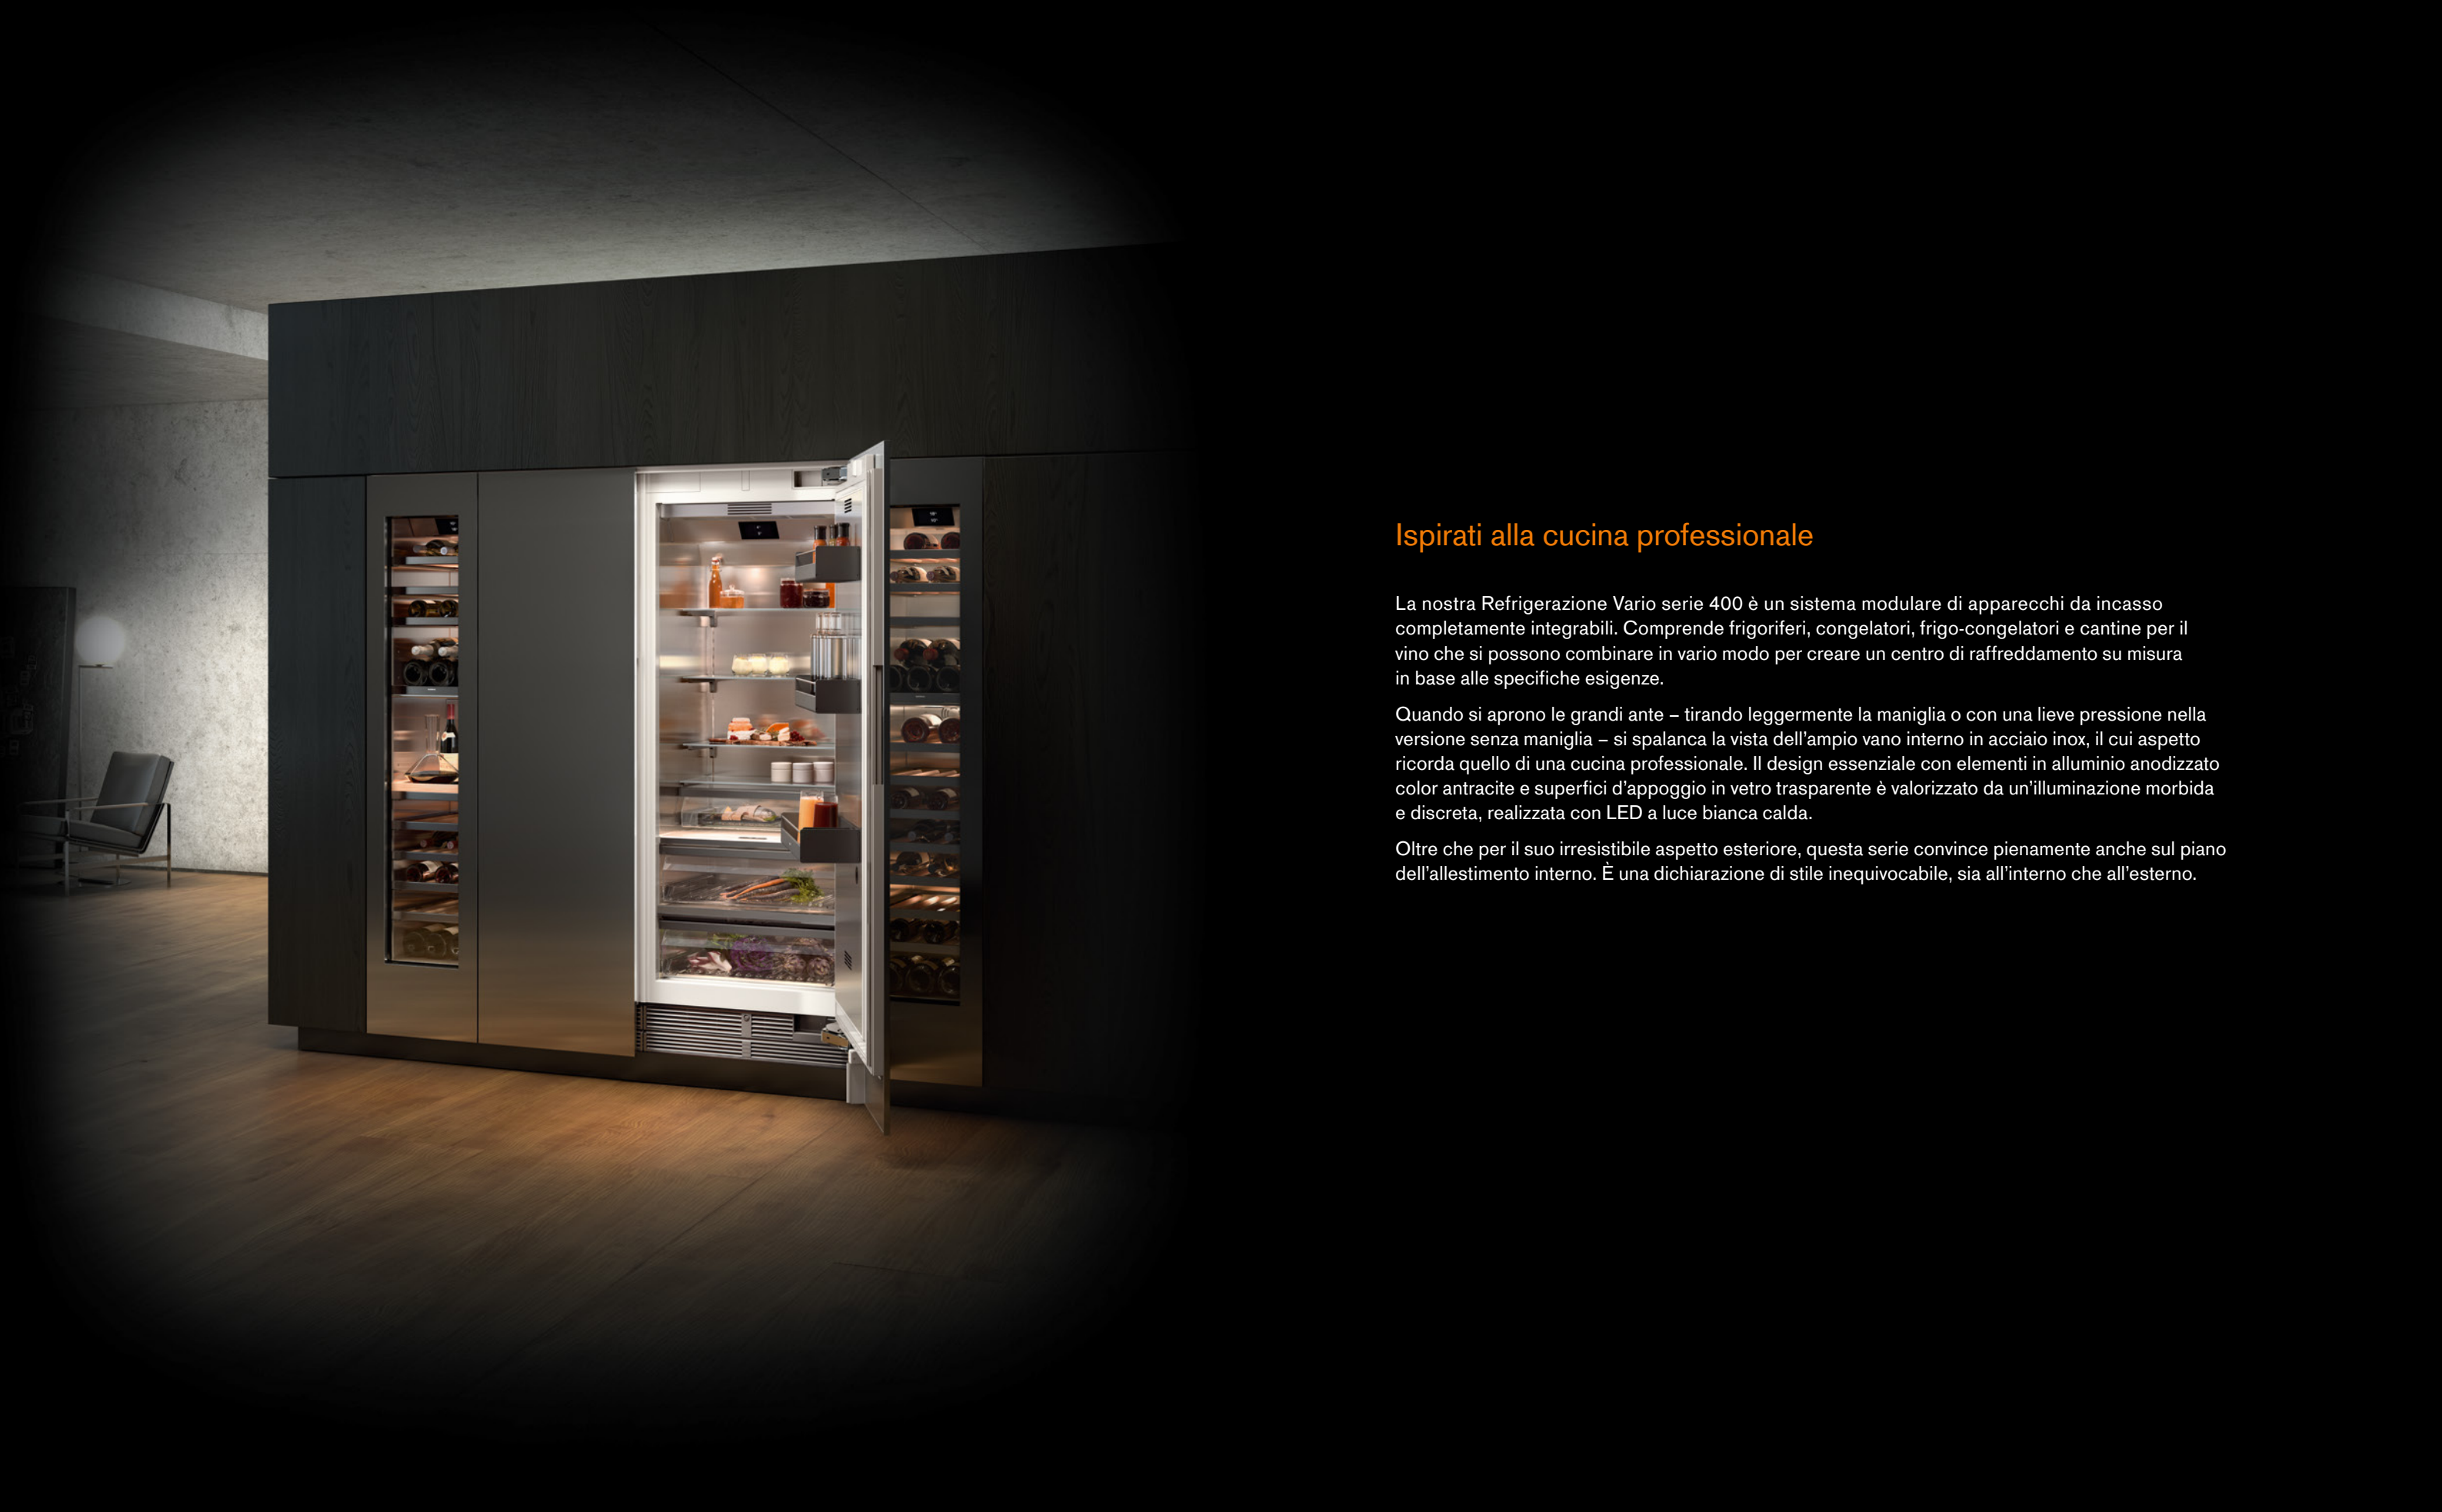 Ispirati alla cucina professionale
La nostra Refrigerazione Vario serie 400 è un sistema modulare di apparecchi da incasso
completamente integrabili. Comprende frigoriferi, congelatori, frigo-congelatori e cantine per il
vino che si possono combinare in vario modo per creare un centro di raffreddamento su misura
in base alle specifiche esigenze.
Quando si aprono le grandi ante – tirando leggermente la maniglia o con una lieve pressione nella
versione senza maniglia – si spalanca la vista dell’ampio vano interno in acciaio inox, il cui aspetto
ricorda quello di una cucina professionale. Il design essenziale con elementi in alluminio anodizzato
color antracite e superfici d’appoggio in vetro trasparente è valorizzato da un’illuminazione morbida
e discreta, realizzata con LED a luce bianca calda.
Oltre che per il suo irresistibile aspetto esteriore, questa serie convince pienamente anche sul piano
dell’allestimento interno. È una dichiarazione di stile inequivocabile, sia all’interno che all’esterno.